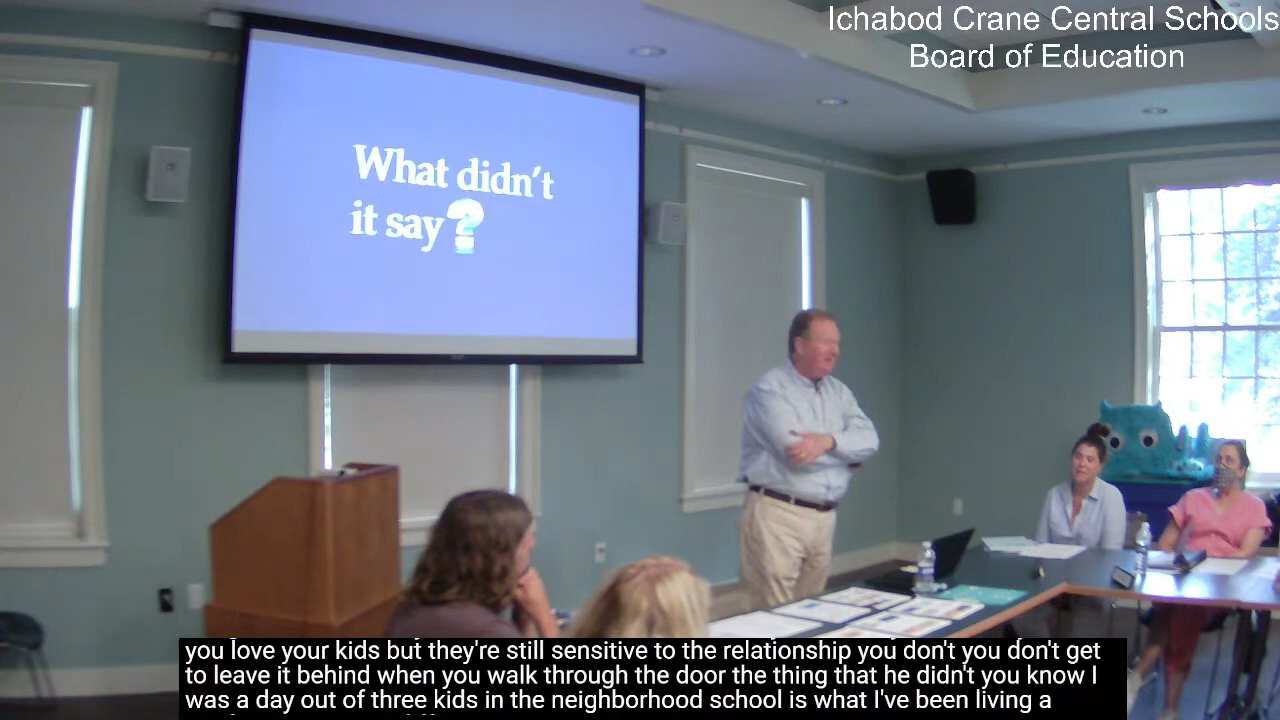 Ichabod Crane Central Schools
Board of Education
What didn't
it say?
you love your kids but they're still sensitive to the relationship you don't you don't get
to leave it behind when you walk through the door the thing that he didn't you know I
was a day out of three kids in the neighborhood school is what I've been living a